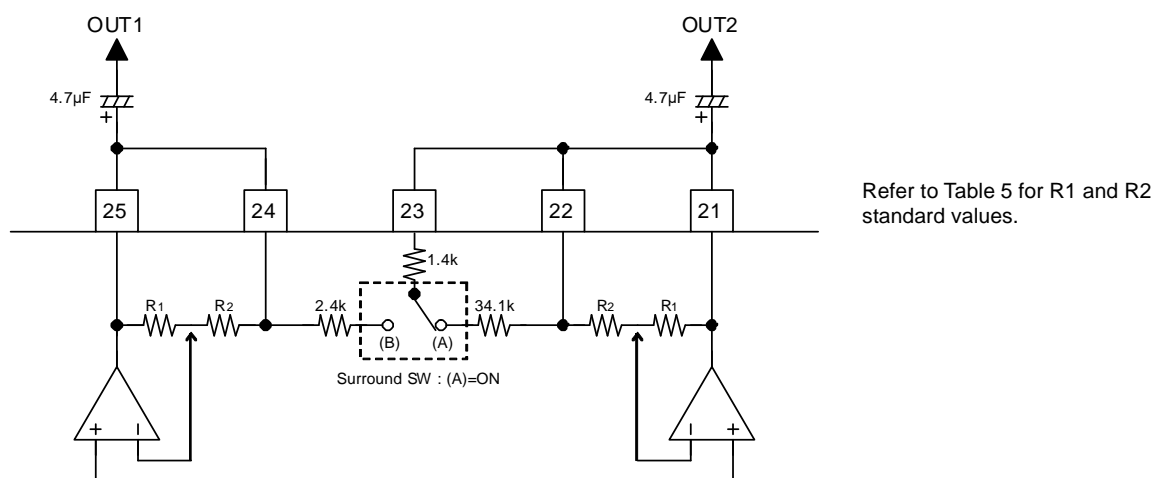 OUT1
OUT2
4.7µF
+
4.7µF
+
25
24
23
22
21
Refer to Table 5 for R1 and R2
standard values.
1.4k
R1
R2
2.4k
34.1k
R2
R1
(B)
(A)
Surround SW : (A)=ON
+
−
−
+